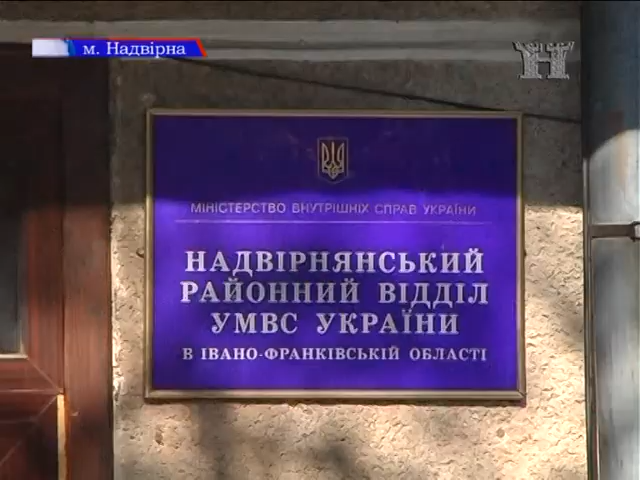 м. Надвірна
Н
МІНІСТЕРСТВО ВНУТРІШНІХ СПРАВ УКРАЇНИ
НАДВІРНЯНСЬКИЙ
РАЙОННИЙ ВІДДІЛ
УМВС УКРАЇНИ
В ІВАНО-ФРАНКІВСЬКІЙ ОБЛАСТІ